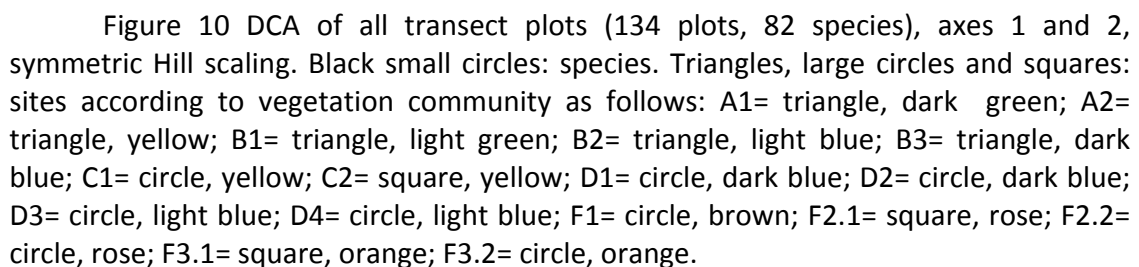 Figure 10 DCA of all transect plots (134 plots, 82 species), axes 1 and 2,
symmetric Hill scaling. Black small circles: species. Triangles, large circles and squares:
sites according to vegetation community as follows: A1= triangle, dark green; A2=
triangle, yellow; B1= triangle, light green; B2= triangle, light blue; B3= triangle, dark
blue; C1= circle, yellow; C2= square, yellow; D1= circle, dark blue; D2= circle, dark blue;
D3= circle, light blue; D4= circle, light blue; F1= circle, brown; F2.1= square, rose; F2.2=
circle, rose; F3.1= square, orange; F3.2= circle, orange.